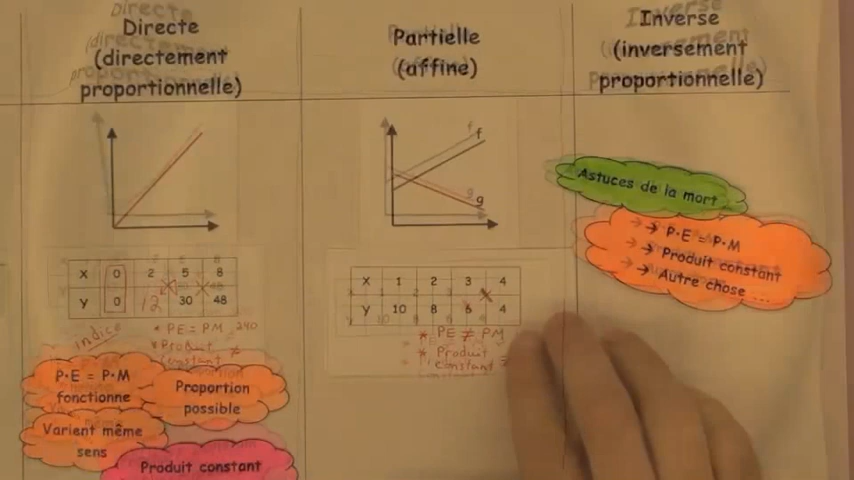 Directe
(directement
proportionnelle)
Partielle
(affine)
Inverse
(inversement
proportionnelle)
f
g
x 0 2 5 8
y 0 12 30 48
indice
* PE = PM 240
* Produit
constant ≠
P·E = P·M
fonctionne
Proportion
possible
Varient même
sens
Produit constant
x 1 2 3 4
y 10 8 6 4
* PE ≠ PM
* Produit
constant ≠
Astuces de la mort
→ P·E = P·M
→ Produit constant
→ Autre chose ...